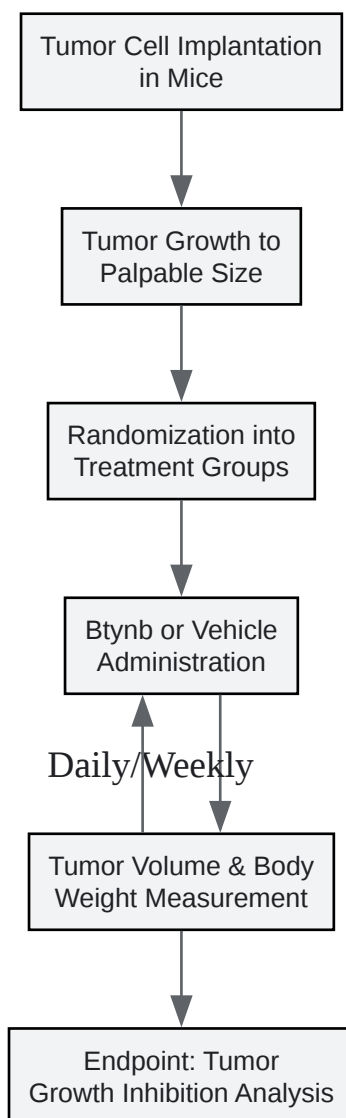 Tumor Cell Implantation
in Mice
Tumor Growth to
Palpable Size
Randomization into
Treatment Groups
Btynb or Vehicle
Administration
Daily/Weekly
Tumor Volume & Body
Weight Measurement
Endpoint: Tumor
Growth Inhibition Analysis